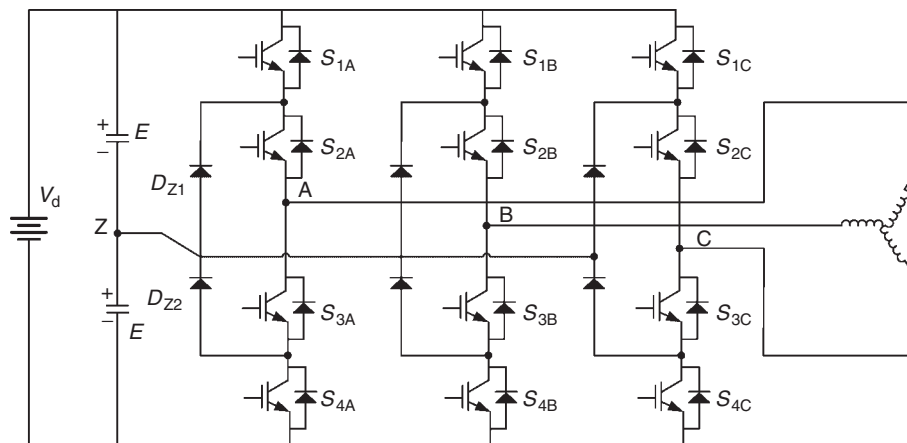 S1A S1B S1C
+ E −
S2A S2B S2C
DZ1
A
Vd
Z
B
C
DZ2
+ E −
S3A S3B S3C
S4A S4B S4C